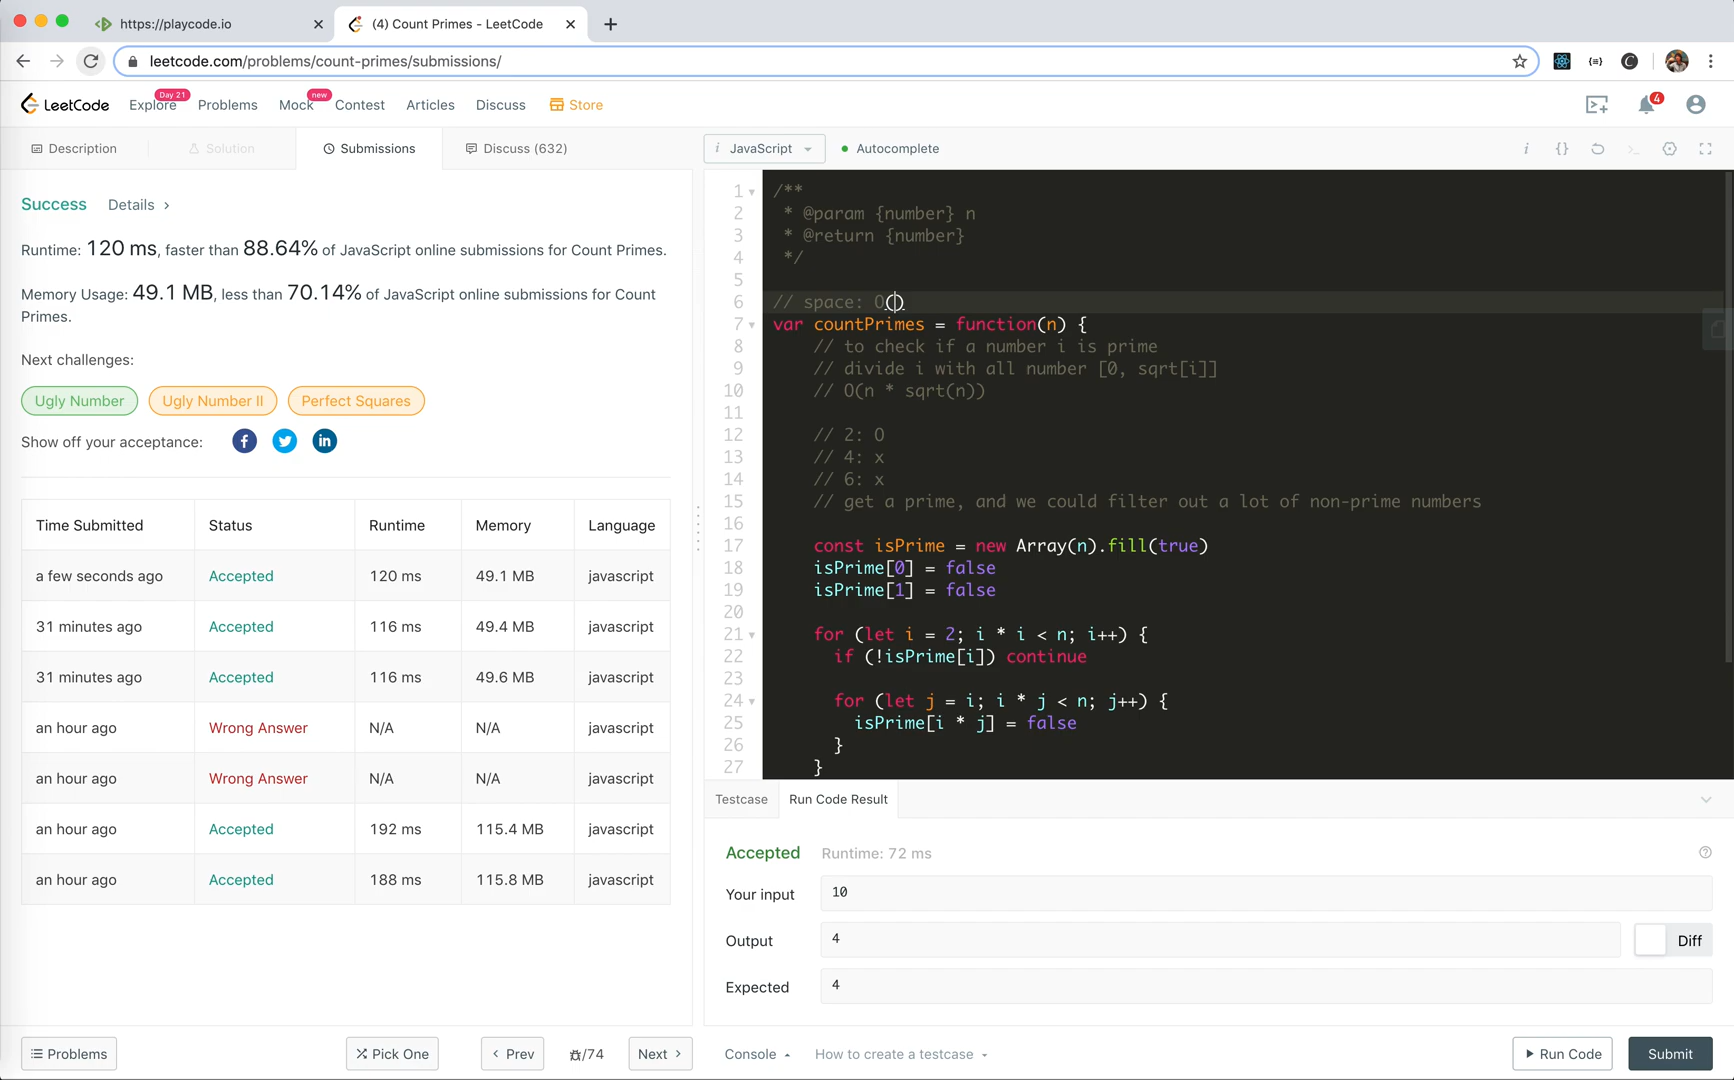 https://playcode.io
(4) Count Primes - LeetCode
leetcode.com/problems/count-primes/submissions/
LeetCode
Explore
Day 21
Problems
Mock
new
Contest
Articles
Discuss
Store
4
Description
Solution
Submissions
Discuss (632)
i JavaScript
Autocomplete
Success
Details
Runtime: 120 ms, faster than 88.64% of JavaScript online submissions for Count Primes.
Memory Usage: 49.1 MB, less than 70.14% of JavaScript online submissions for Count
Primes.
Next challenges:
Ugly Number
Ugly Number II
Perfect Squares
Show off your acceptance:
Time Submitted Status Runtime Memory Language
a few seconds ago Accepted 120 ms 49.1 MB javascript
31 minutes ago Accepted 116 ms 49.4 MB javascript
31 minutes ago Accepted 116 ms 49.6 MB javascript
an hour ago Wrong Answer N/A N/A javascript
an hour ago Wrong Answer N/A N/A javascript
an hour ago Accepted 192 ms 115.4 MB javascript
an hour ago Accepted 188 ms 115.8 MB javascript
1 /**
2 * @param {number} n
3 * @return {number}
4 */
5
6 // space: O()
7 var countPrimes = function(n) {
8 // to check if a number i is prime
9 // divide i with all number [0, sqrt[i]]
10 // O(n * sqrt(n))
11
12 // 2: O
13 // 4: x
14 // 6: x
15 // get a prime, and we could filter out a lot of non-prime numbers
16
17 const isPrime = new Array(n).fill(true)
18 isPrime[0] = false
19 isPrime[1] = false
20
21 for (let i = 2; i * i < n; i++) {
22 if (!isPrime[i]) continue
23
24 for (let j = i; i * j < n; j++) {
25 isPrime[i * j] = false
26 }
27 }
Testcase
Run Code Result
Accepted
Runtime: 72 ms
Your input
10
Output
4
Diff
Expected
4
Problems
Pick One
Prev
/74
Next
Console
How to create a testcase
Run Code
Submit